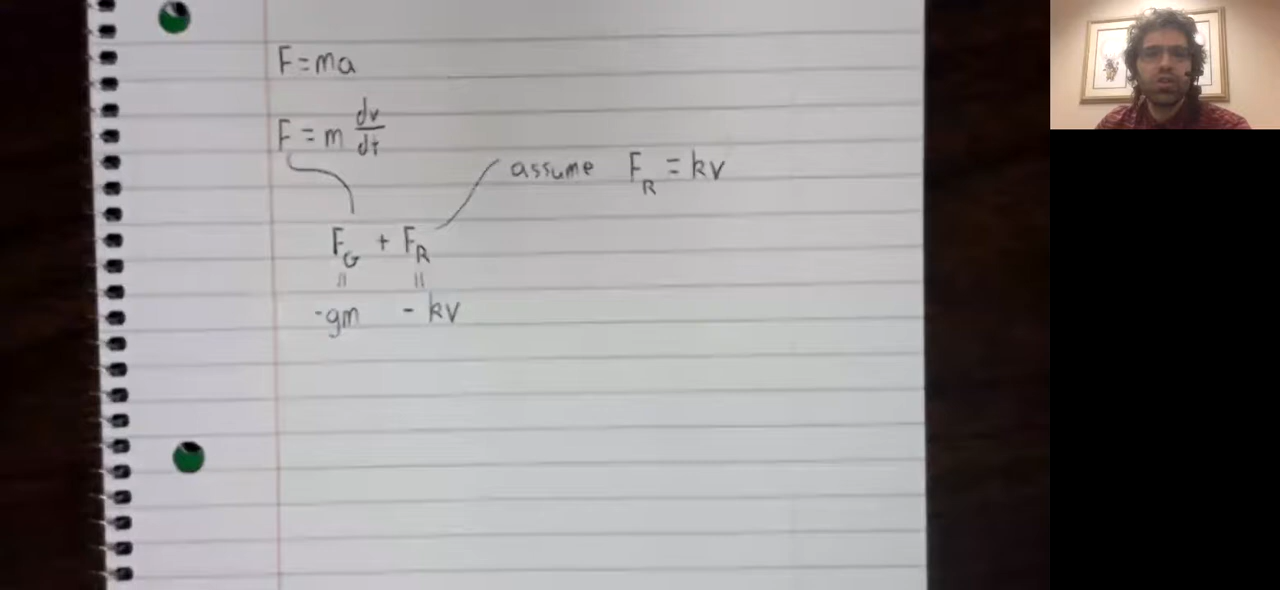 F = ma
F = m dv/dt
assume F_R = kv
F_G + F_R
= =
-gm - kv